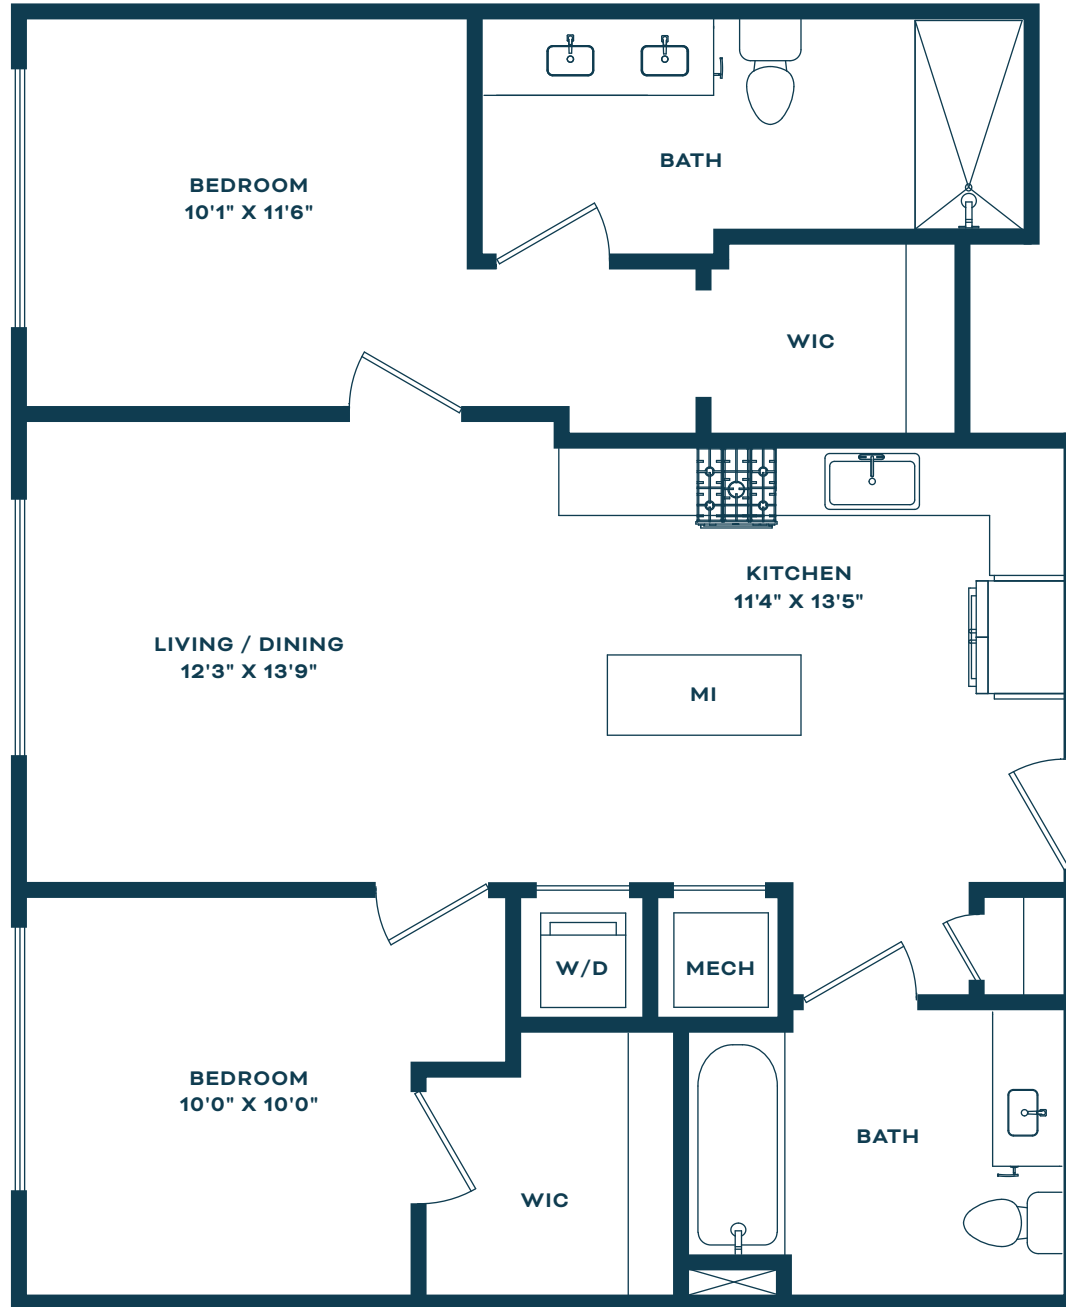 BATH
BEDROOM
10'1" X 11'6"
WIC
KITCHEN
11'4" X 13'5"
LIVING / DINING
12'3" X 13'9"
MI
W/D
MECH
BEDROOM
10'0" X 10'0"
BATH
WIC